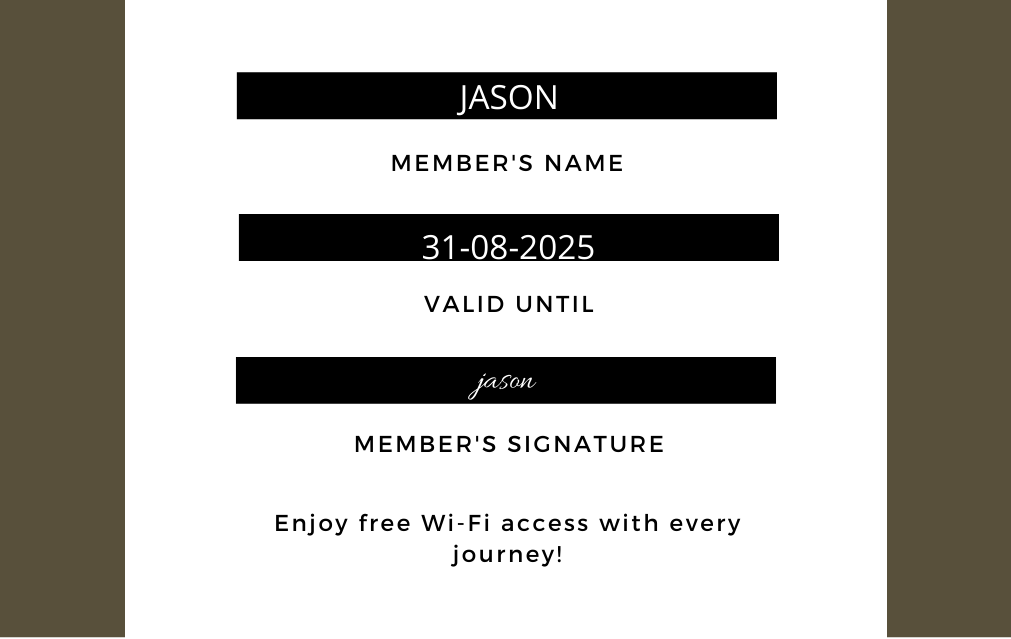 JASON
MEMBER'S NAME
31-08-2025
VALID UNTIL
jason
MEMBER'S SIGNATURE
Enjoy free Wi-Fi access with every
journey!